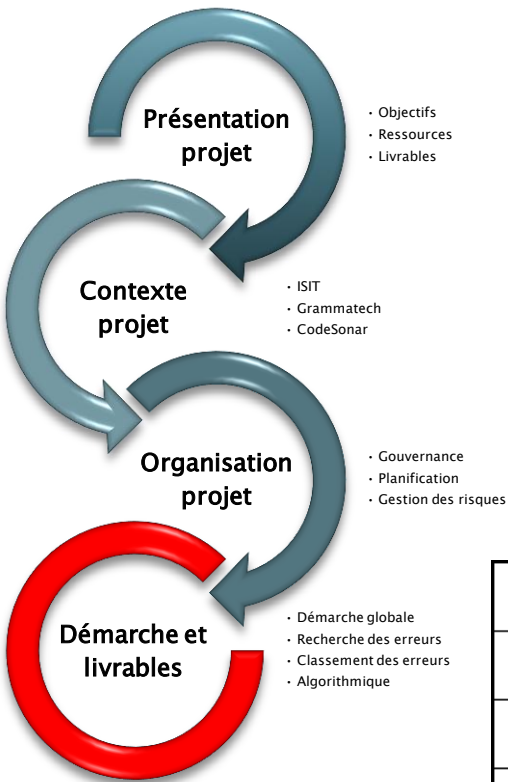 Présentation
projet
· Objectifs
· Ressources
· Livrables
Contexte
projet
· ISIT
· Grammatech
· CodeSonar
Organisation
projet
· Gouvernance
· Planification
· Gestion des risques
Démarche et
livrables
· Démarche globale
· Recherche des erreurs
· Classement des erreurs
· Algorithmique